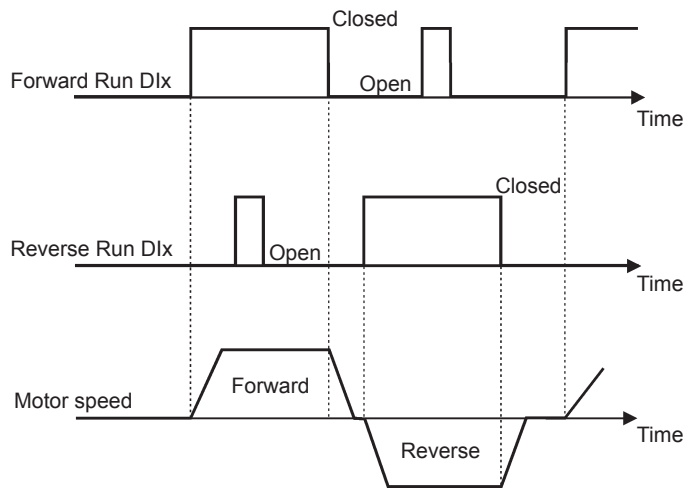 Closed
Forward Run DIx
Open
Time
Closed
Reverse Run DIx
Open
Time
Forward
Motor speed
Time
Reverse